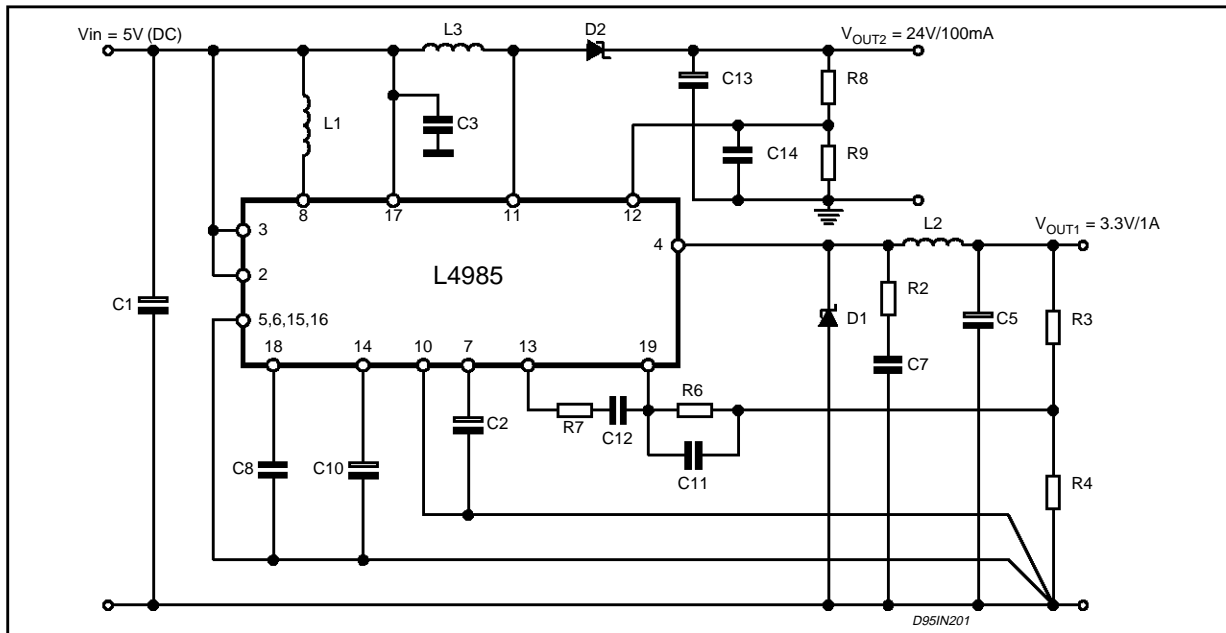 Vin = 5V (DC)
L3
D2
VOUT2 = 24V/100mA
C13
R8
L1
C3
C14
R9
8
17
11
12
3
4
L2
VOUT1 = 3.3V/1A
2
L4985
C1
R2
D1
C5
R3
5,6,15,16
18
14
10
7
13
19
C7
R6
C2
R7
C12
C8
C10
C11
R4
D95IN201